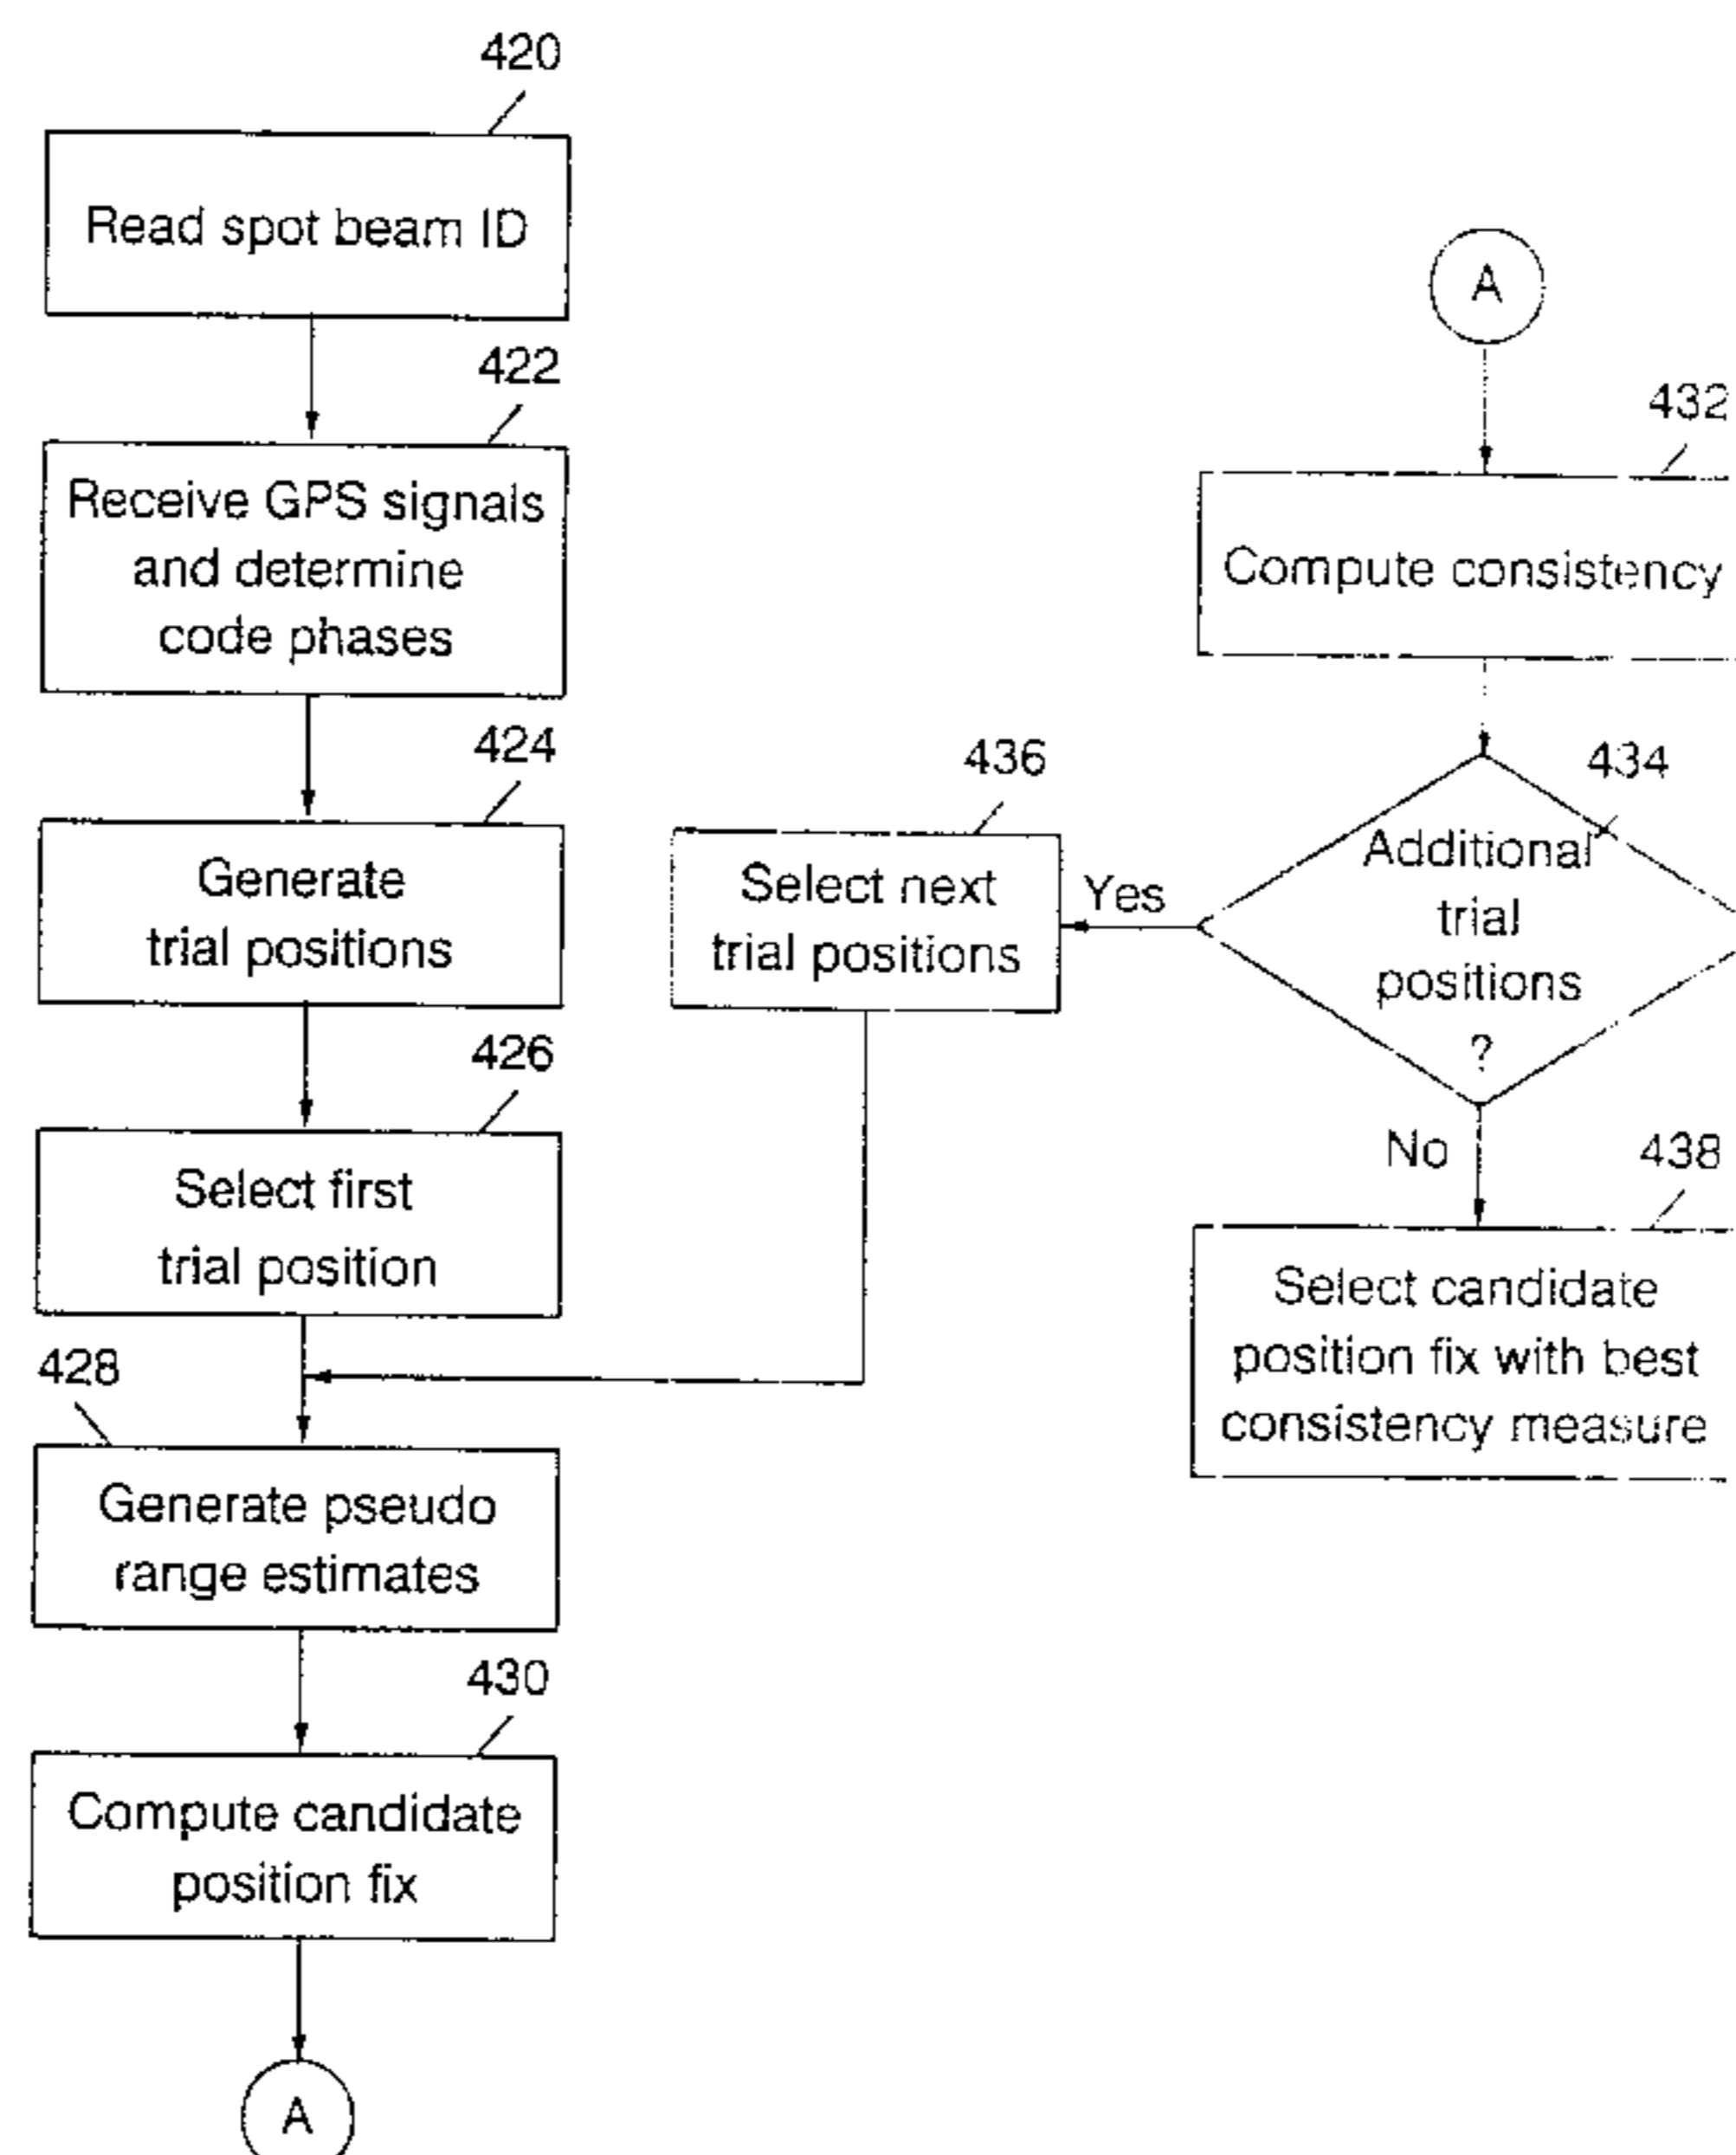 420
Read spot beam ID
422
Receive GPS signals
and determine
code phases
424
Generate
trial positions
426
Select first
trial position
428
Generate pseudo
range estimates
430
Compute candidate
position fix
A
A
432
Compute consistency
434
Additional
trial
positions
?
Yes
436
Select next
trial positions
No
438
Select candidate
position fix with best
consistency measure